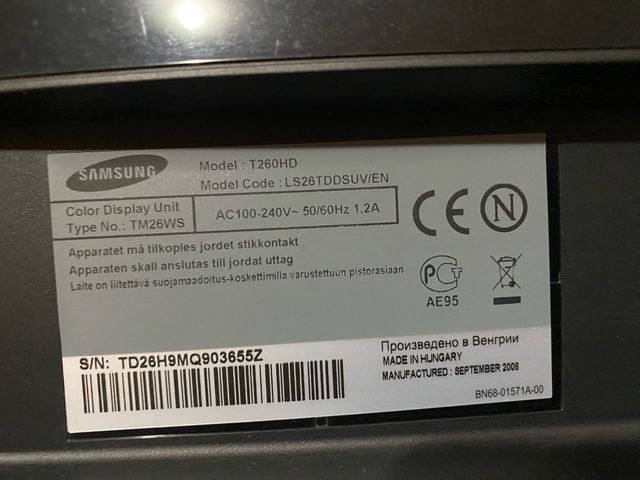 SAMSUNG
Model : T260HD
Model Code : LS26TDDSUV/EN
Color Display Unit
Type No.: TM26WS
AC100-240V~ 50/60Hz 1.2A
Apparatet må tilkoples jordet stikkontakt
Apparaten skall anslutas till jordat uttag
Laite on liitettävä suojamaadoitus-koskettimilla varustettuun pistorasiaan
CE
N
PCT
AE95
S/N: TD26H9MQ903655Z
Произведено в Венгрии
MADE IN HUNGARY
MANUFACTURED : SEPTEMBER 2008
BN68-01571A-00